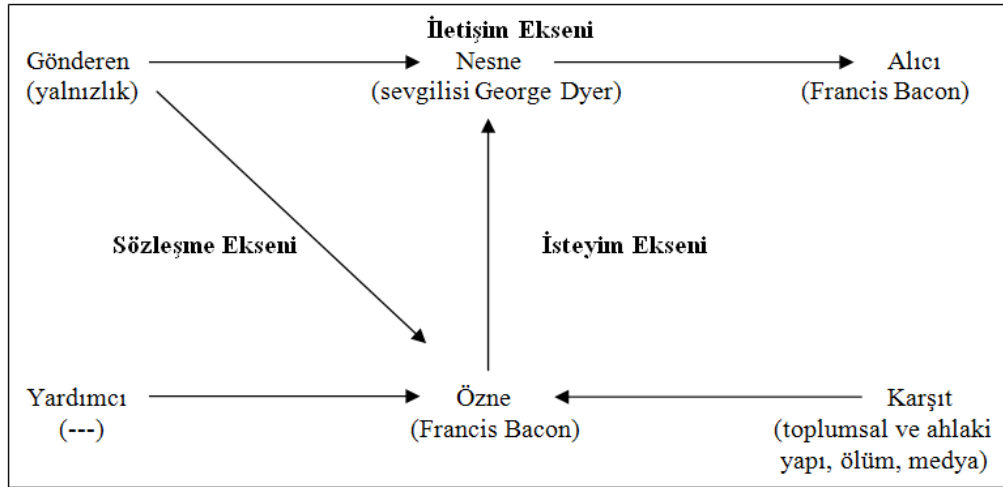 İletişim Ekseni
Gönderen Nesne Alıcı
(yalnızlık) (sevgilisi George Dyer) (Francis Bacon)
Sözleşme Ekseni İsteyim Ekseni
Yardımcı Özne Karşıt
(---) (Francis Bacon) (toplumsal ve ahlaki
yapı, ölüm, medya)